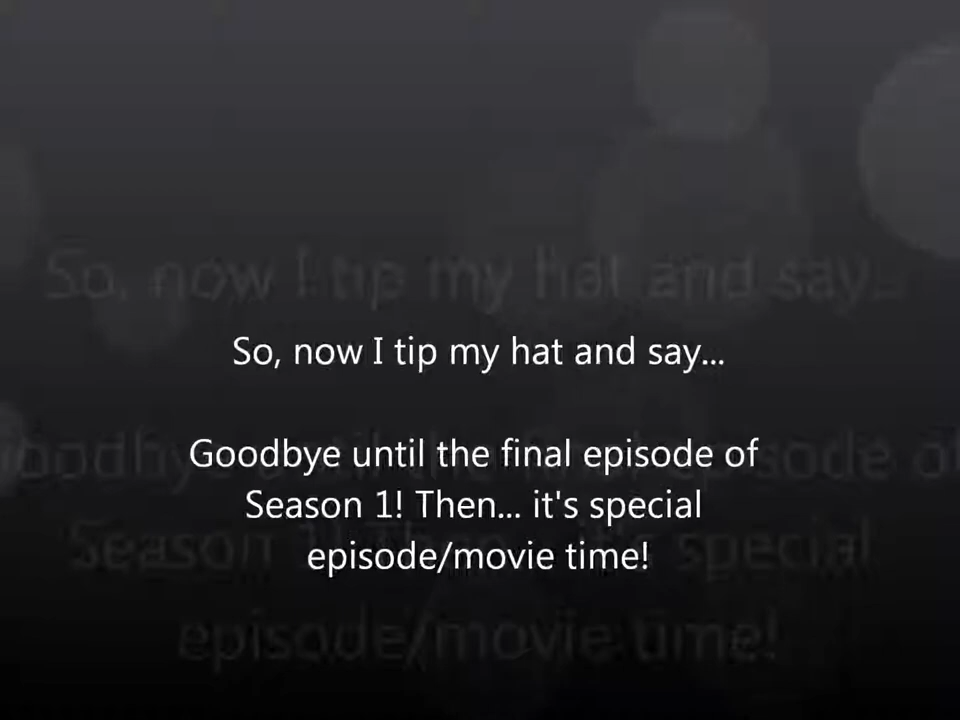 So, now I tip my hat and say...
Goodbye until the final episode of
Season 1! Then... it's special
episode/movie time!